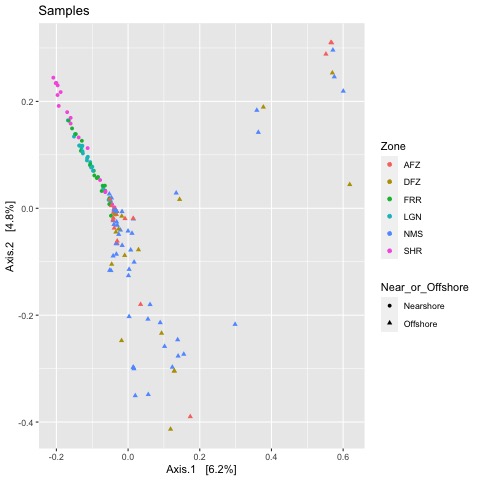 Samples
0.2
0.0
-0.2
-0.4
Axis.2 [4.8%]
-0.2 0.0 0.2 0.4 0.6
Axis.1 [6.2%]
Zone
AFZ
DFZ
FRR
LGN
NMS
SHR
Near_or_Offshore
Nearshore
Offshore